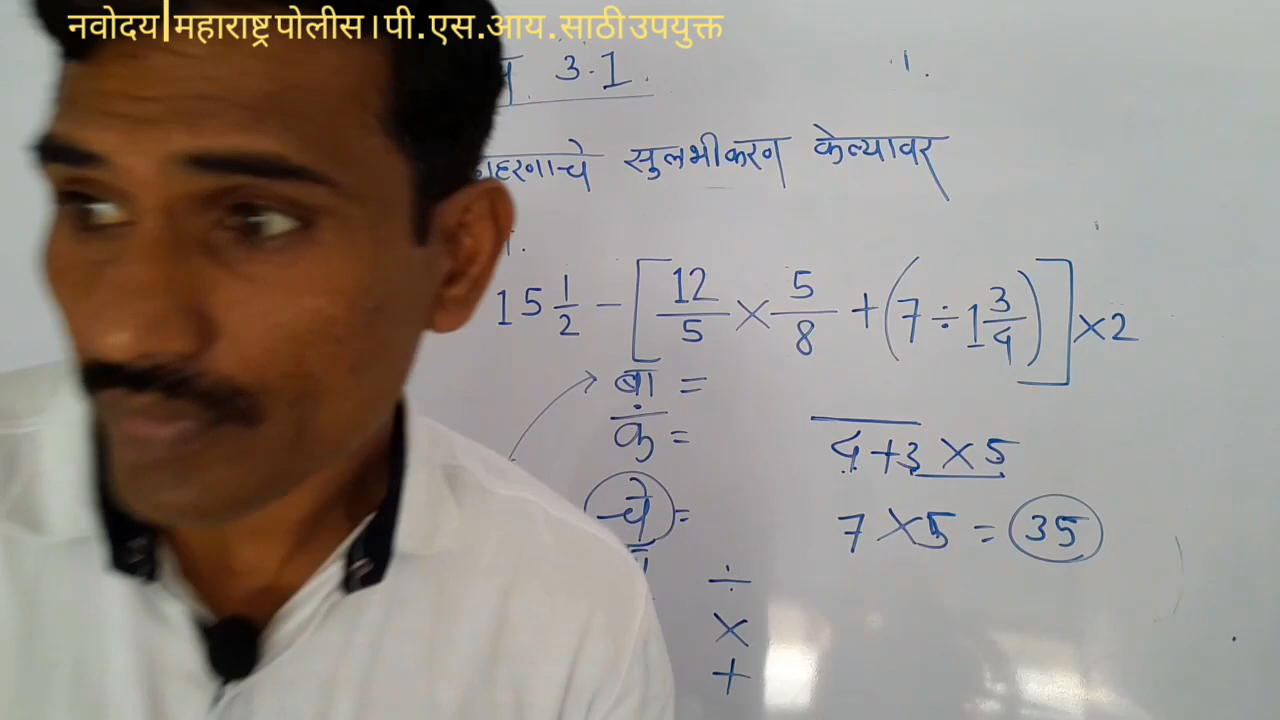 नवोदय|महाराष्ट्र पोलीस।पी.एस.आय.साठी उपयुक्त
3.1
सुलभीकरण केल्यावर
15 1/2 - [12/5 × 5/8 + (7 ÷ 1 3/4)] × 2
बा =
कं =
चे =
÷
×
+
4+3 × 5
7 × 5 = 35